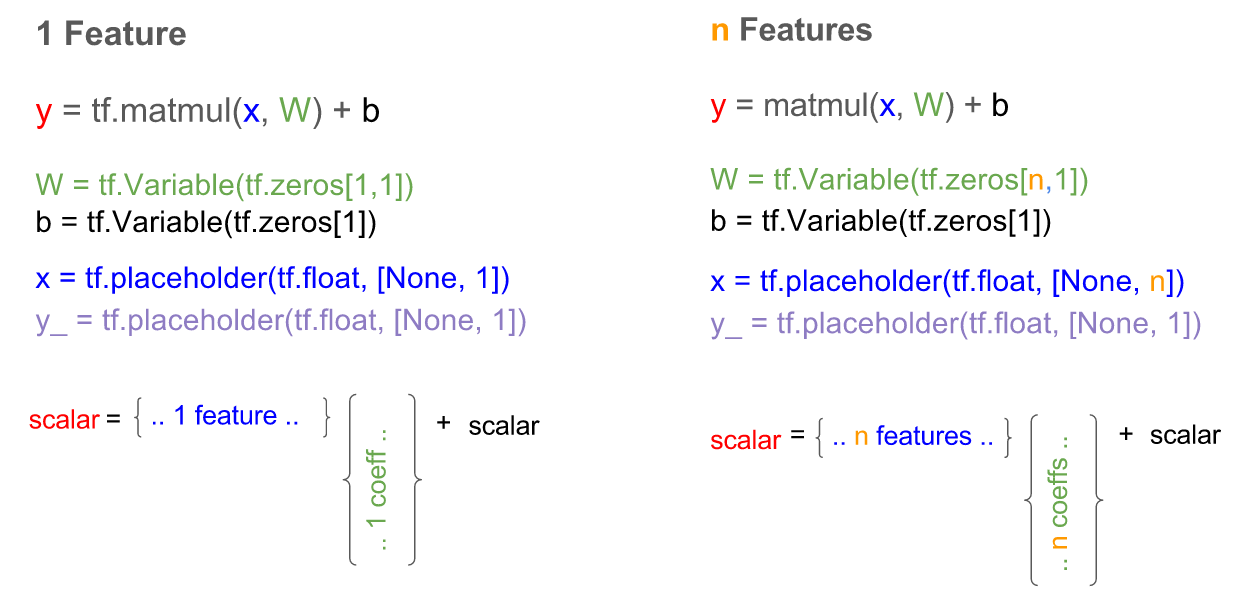 1 Feature
y = tf.matmul(x, W) + b
W = tf.Variable(tf.zeros[1,1])
b = tf.Variable(tf.zeros[1])
x = tf.placeholder(tf.float, [None, 1])
y_ = tf.placeholder(tf.float, [None, 1])
scalar = { .. 1 feature .. } { .. 1 coeff .. } + scalar
n Features
y = matmul(x, W) + b
W = tf.Variable(tf.zeros[n,1])
b = tf.Variable(tf.zeros[1])
x = tf.placeholder(tf.float, [None, n])
y_ = tf.placeholder(tf.float, [None, 1])
scalar = { .. n features .. } { .. n coeffs .. } + scalar